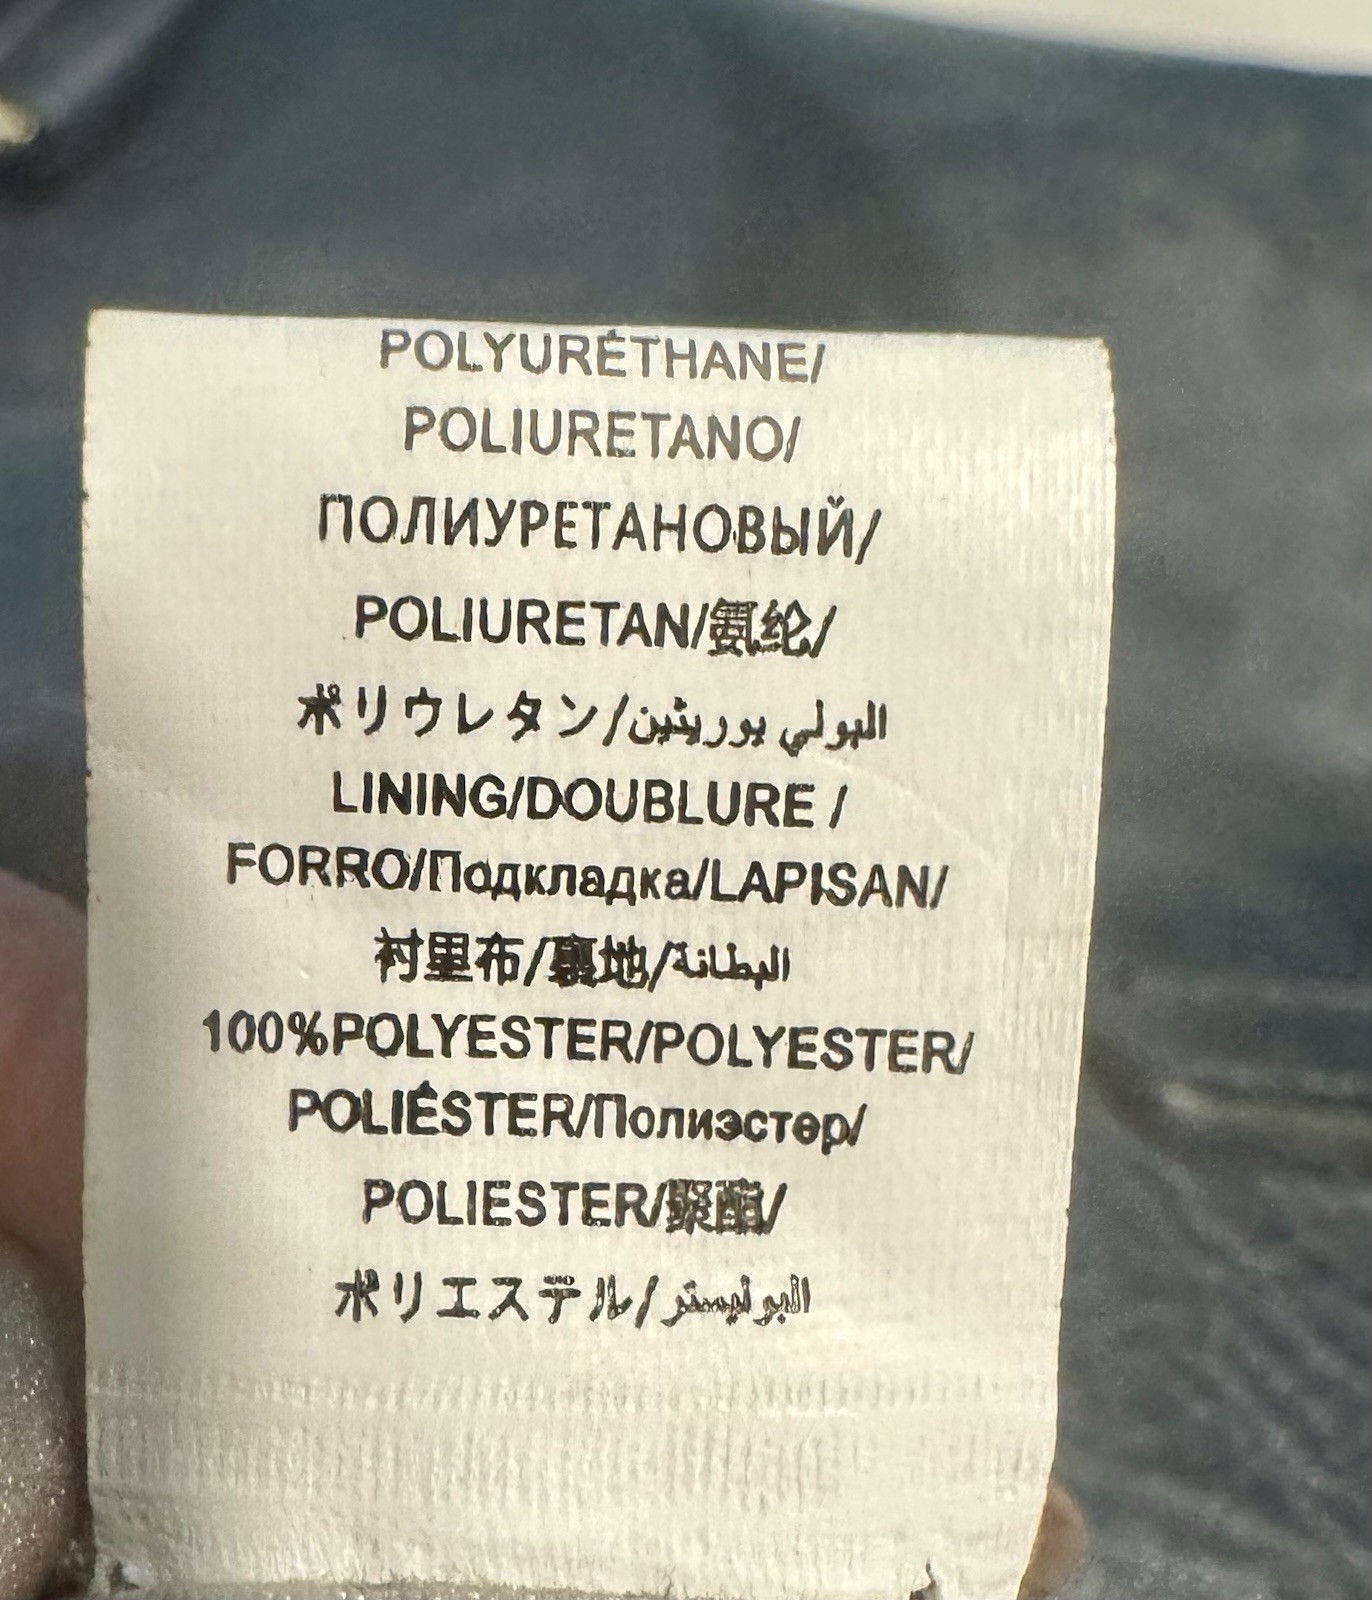 POLYURÉTHANE/
POLIURETANO/
ПОЛИУРЕТАНОВЫЙ/
POLIURETAN/氨纶/
ポリウレタン/البولي يوريثين
LINING/DOUBLURE /
FORRO/Подкладка/LAPISAN/
衬里布/裏地/البطانة
100%POLYESTER/POLYESTER/
POLIÉSTER/Полиэстер/
POLIESTER/聚酯/
ポリエステル/البوليستر